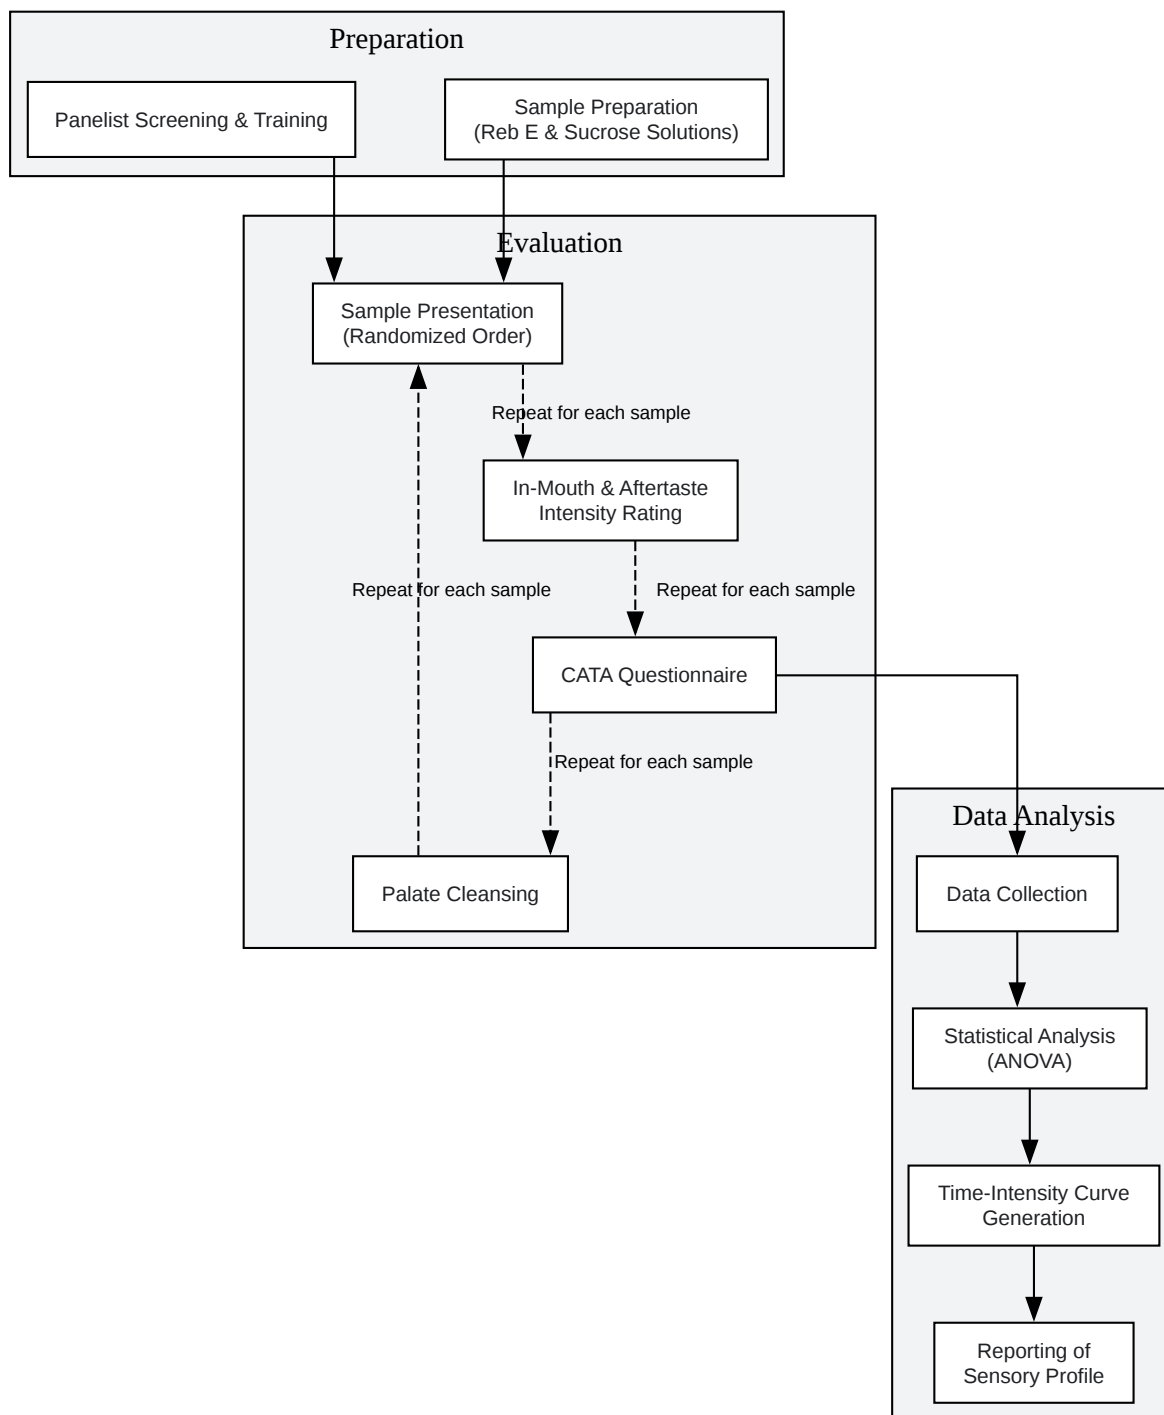 Preparation
Panelist Screening & Training
Sample Preparation
(Reb E & Sucrose Solutions)
Evaluation
Sample Presentation
(Randomized Order)
Repeat for each sample
In-Mouth & Aftertaste
Intensity Rating
Repeat for each sample
Repeat for each sample
CATA Questionnaire
Repeat for each sample
Palate Cleansing
Data Analysis
Data Collection
Statistical Analysis
(ANOVA)
Time-Intensity Curve
Generation
Reporting of
Sensory Profile